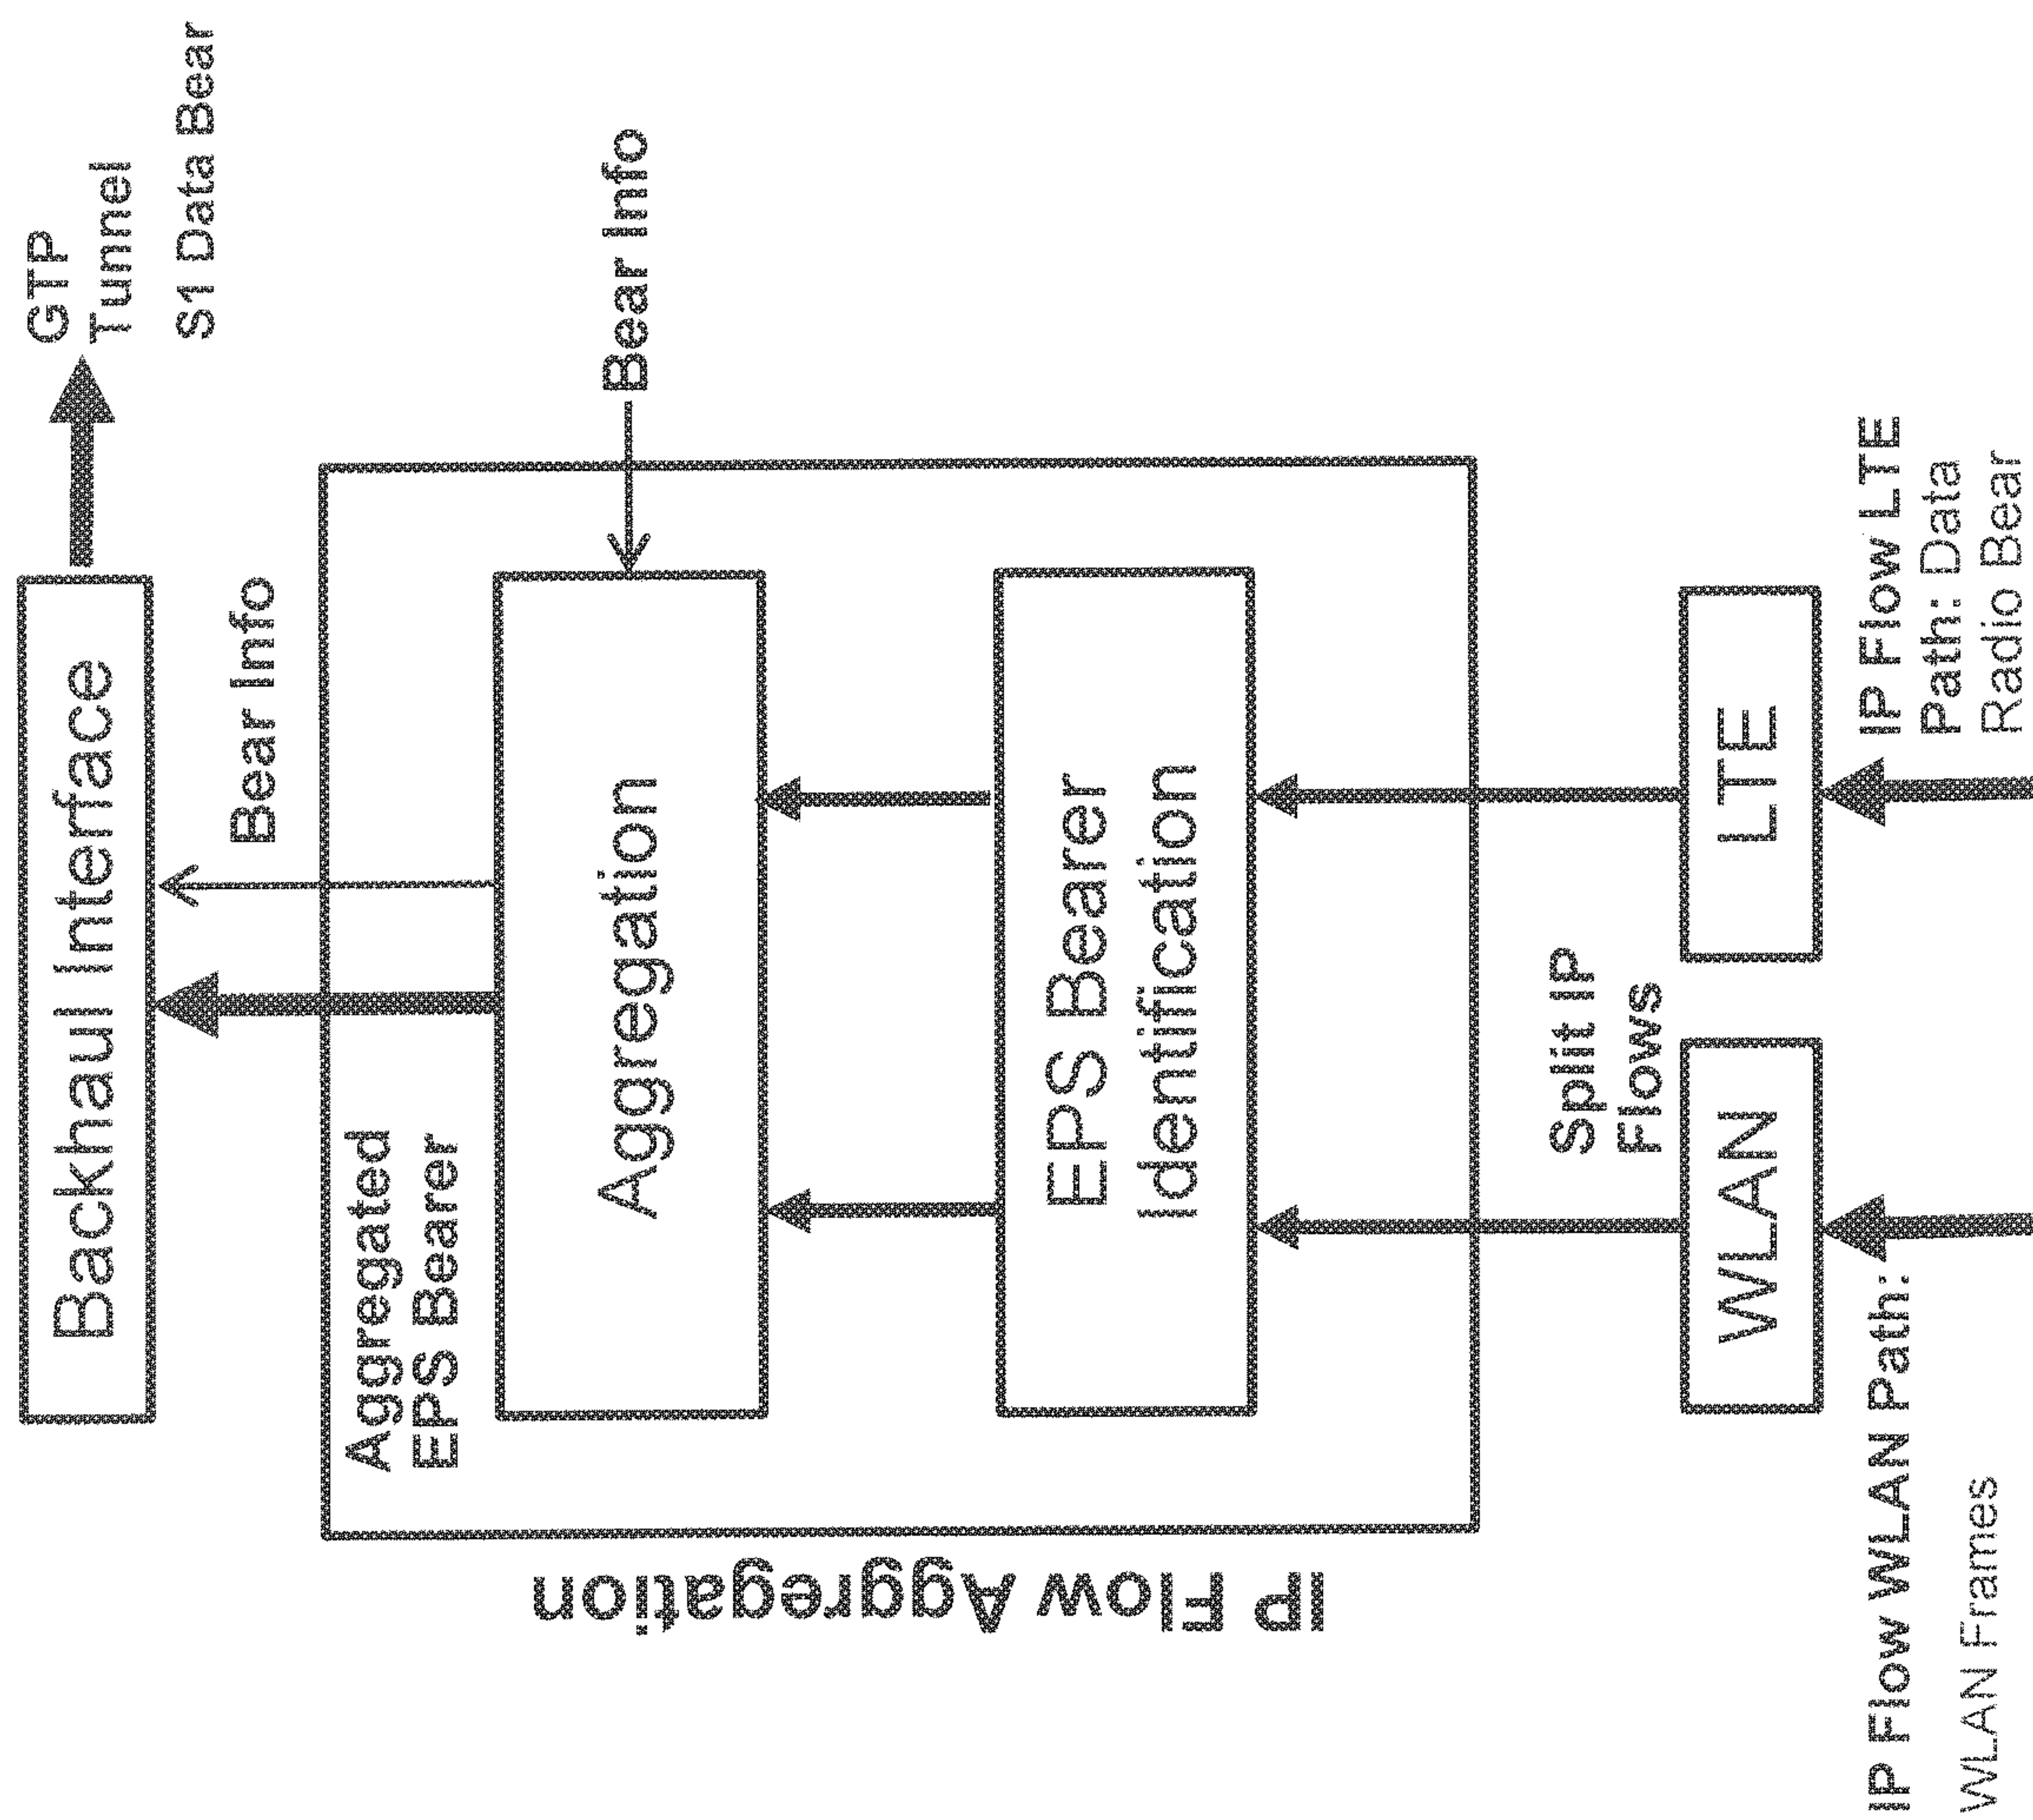 GTP
Tunnel
S1 Data Bear
Backhaul Interface
Bear Info
Aggregated
EPS Bearer
Bear Info
Aggregation
EPS Bearer
Identification
IP Flow Aggregation
Split IP
Flows
WLAN
LTE
IP Flow WLAN Path:
WLAN Frames
IP Flow LTE
Path: Data
Radio Bear